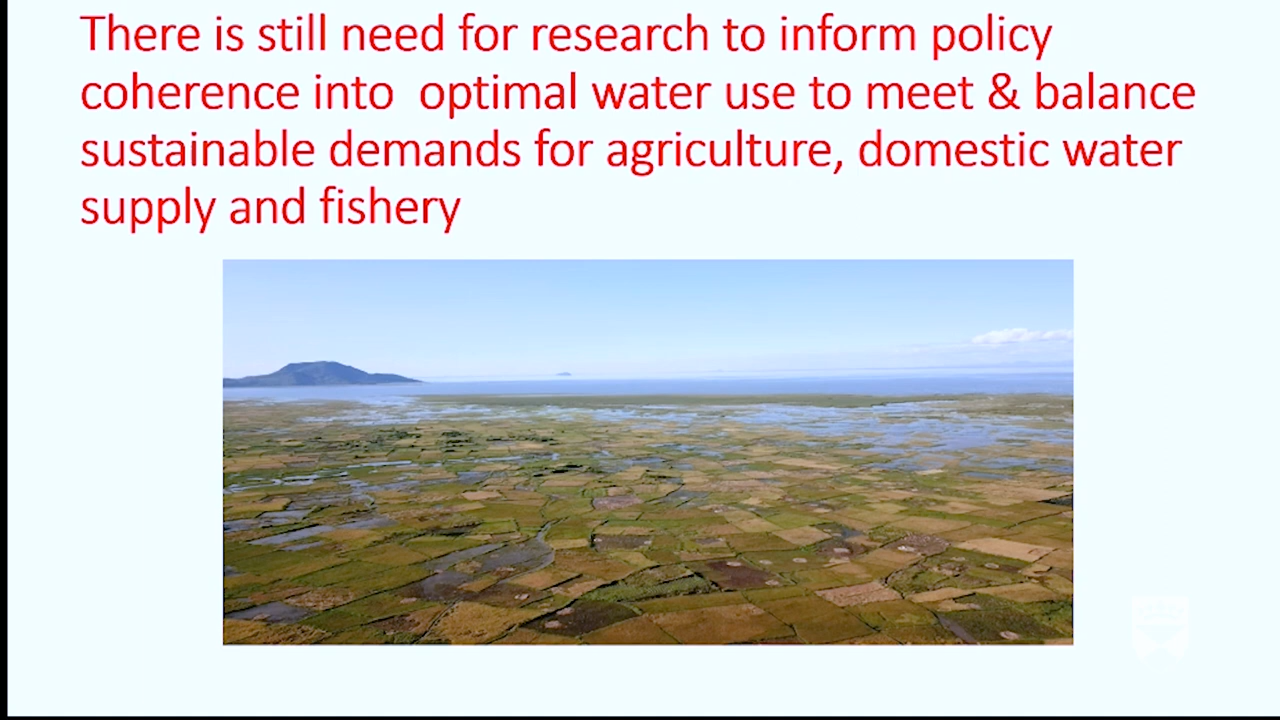 There is still need for research to inform policy
coherence into  optimal water use to meet & balance
sustainable demands for agriculture, domestic water
supply and fishery